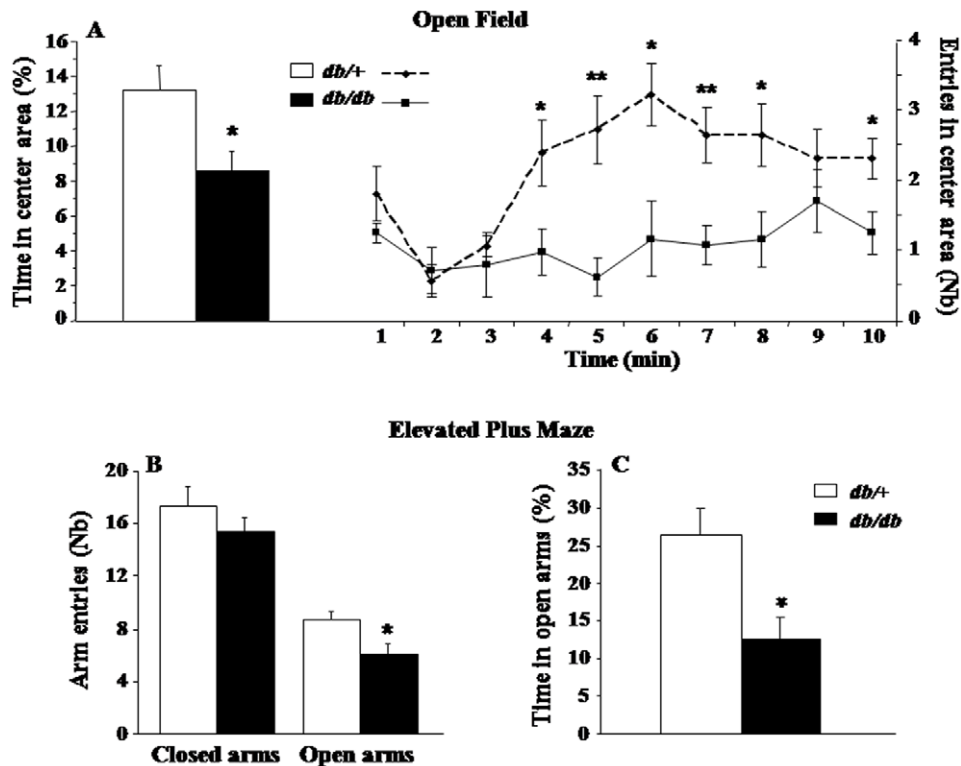 Open Field
A
Time in center area (%)
16
14
12
10
8
6
4
2
0
*
db/+
db/db
* ** * ** * *
1 2 3 4 5 6 7 8 9 10
Time (min)
4
3
2
1
0
Entries in center area (Nb)
Elevated Plus Maze
B
Arm entries (Nb)
20
16
12
8
4
0
*
Closed arms Open arms
C
Time in open arms (%)
35
30
25
20
15
10
5
0
*
db/+
db/db